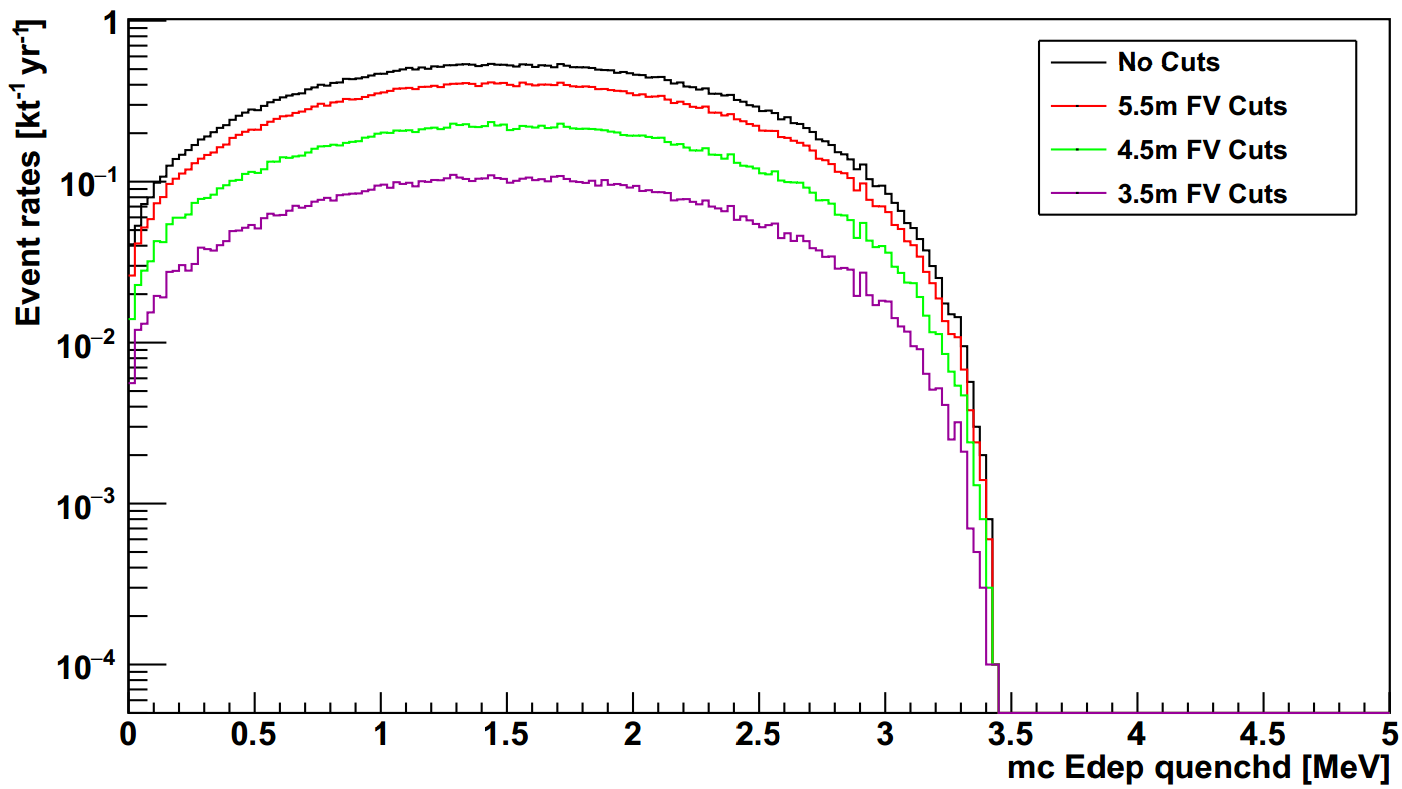 Event rates [kt⁻¹ yr⁻¹]
1
10⁻¹
10⁻²
10⁻³
10⁻⁴
No Cuts
5.5m FV Cuts
4.5m FV Cuts
3.5m FV Cuts
0 0.5 1 1.5 2 2.5 3 3.5 4 4.5 5
mc Edep quenchd [MeV]